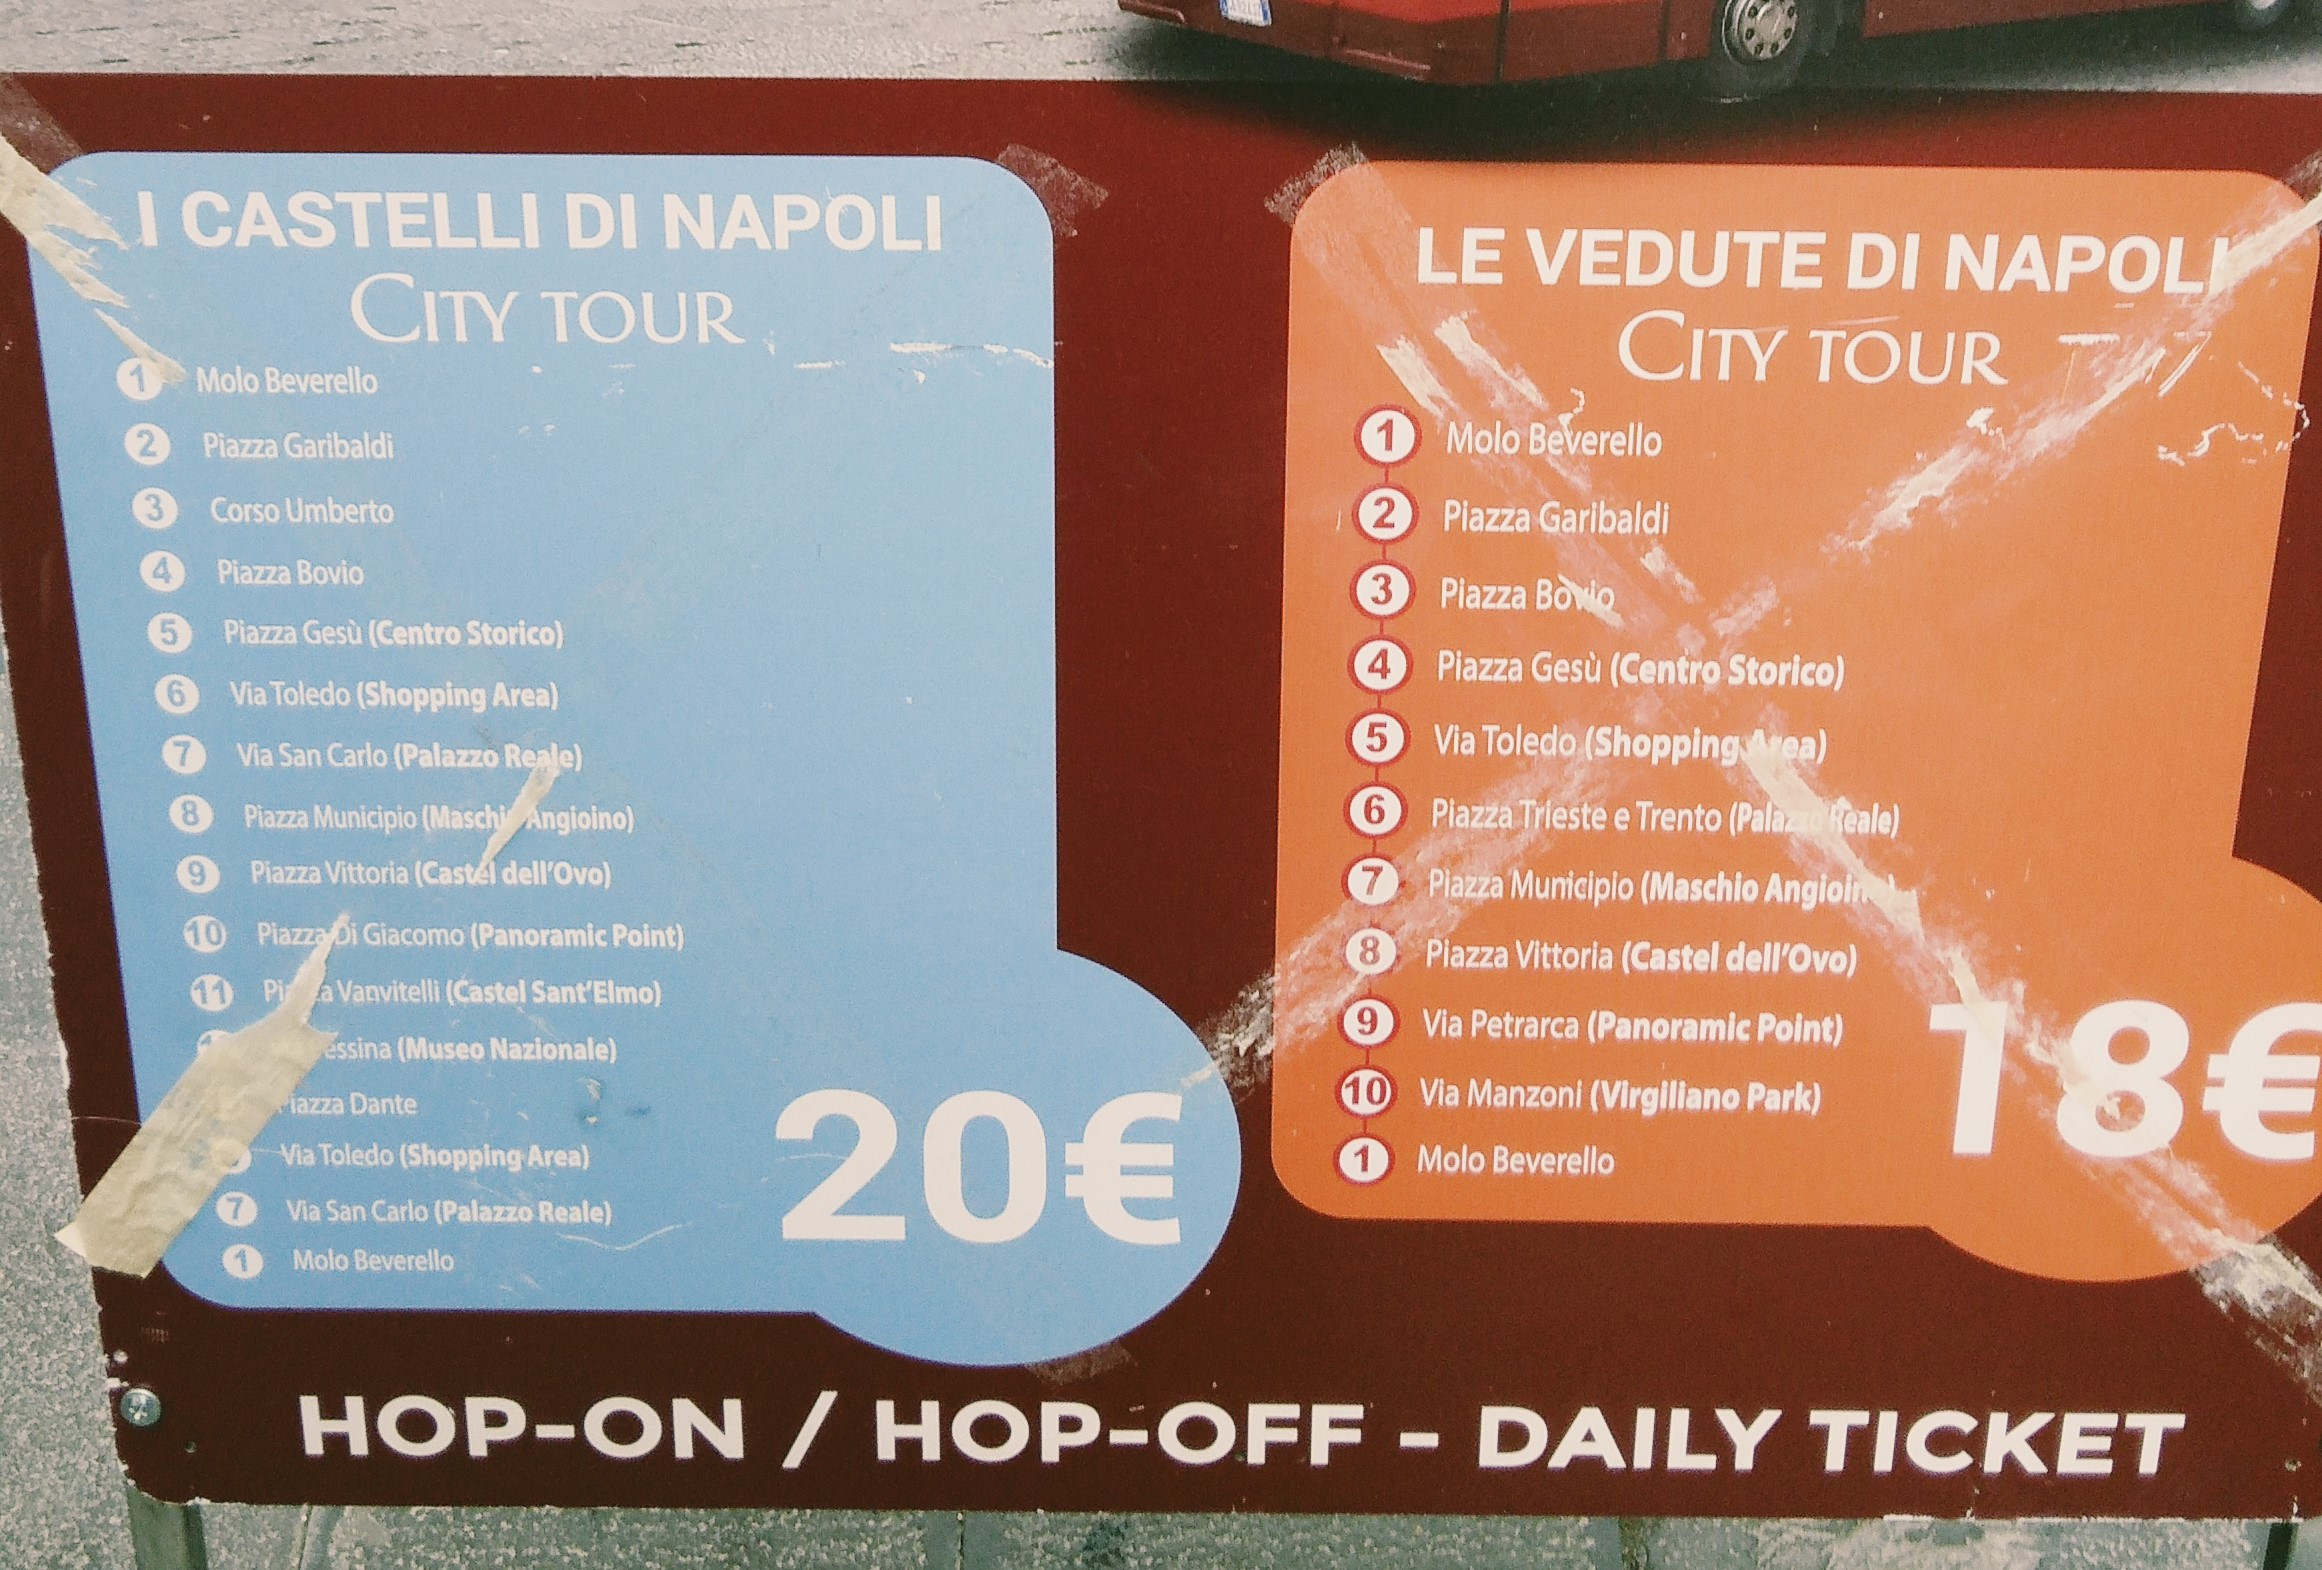 I CASTELLI DI NAPOLI
CITY TOUR
1 Molo Beverello
2 Piazza Garibaldi
3 Corso Umberto
4 Piazza Bovio
5 Piazza Gesù (Centro Storico)
6 Via Toledo (Shopping Area)
7 Via San Carlo (Palazzo Reale)
8 Piazza Municipio (Maschio Angioino)
9 Piazza Vittoria (Castel dell'Ovo)
10 Piazza Di Giacomo (Panoramic Point)
11 Piazza Vanvitelli (Castel Sant'Elmo)
(Museo Nazionale)
Piazza Dante
Via Toledo (Shopping Area)
7 Via San Carlo (Palazzo Reale)
1 Molo Beverello
20€
LE VEDUTE DI NAPOLI
CITY TOUR
1 Molo Beverello
2 Piazza Garibaldi
3 Piazza Bovio
4 Piazza Gesù (Centro Storico)
5 Via Toledo (Shopping Area)
6 Piazza Trieste e Trento (Palazzo Reale)
7 Piazza Municipio (Maschio Angioino)
8 Piazza Vittoria (Castel dell'Ovo)
9 Via Petrarca (Panoramic Point)
10 Via Manzoni (Virgiliano Park)
1 Molo Beverello
18€
HOP-ON / HOP-OFF - DAILY TICKET